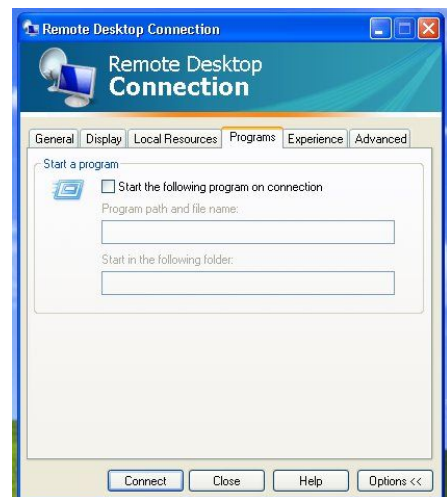 Remote Desktop Connection
Remote Desktop
Connection
General Display Local Resources Programs Experience Advanced
Start a program
Start the following program on connection
Program path and file name:
Start in the following folder:
Connect Close Help Options <<